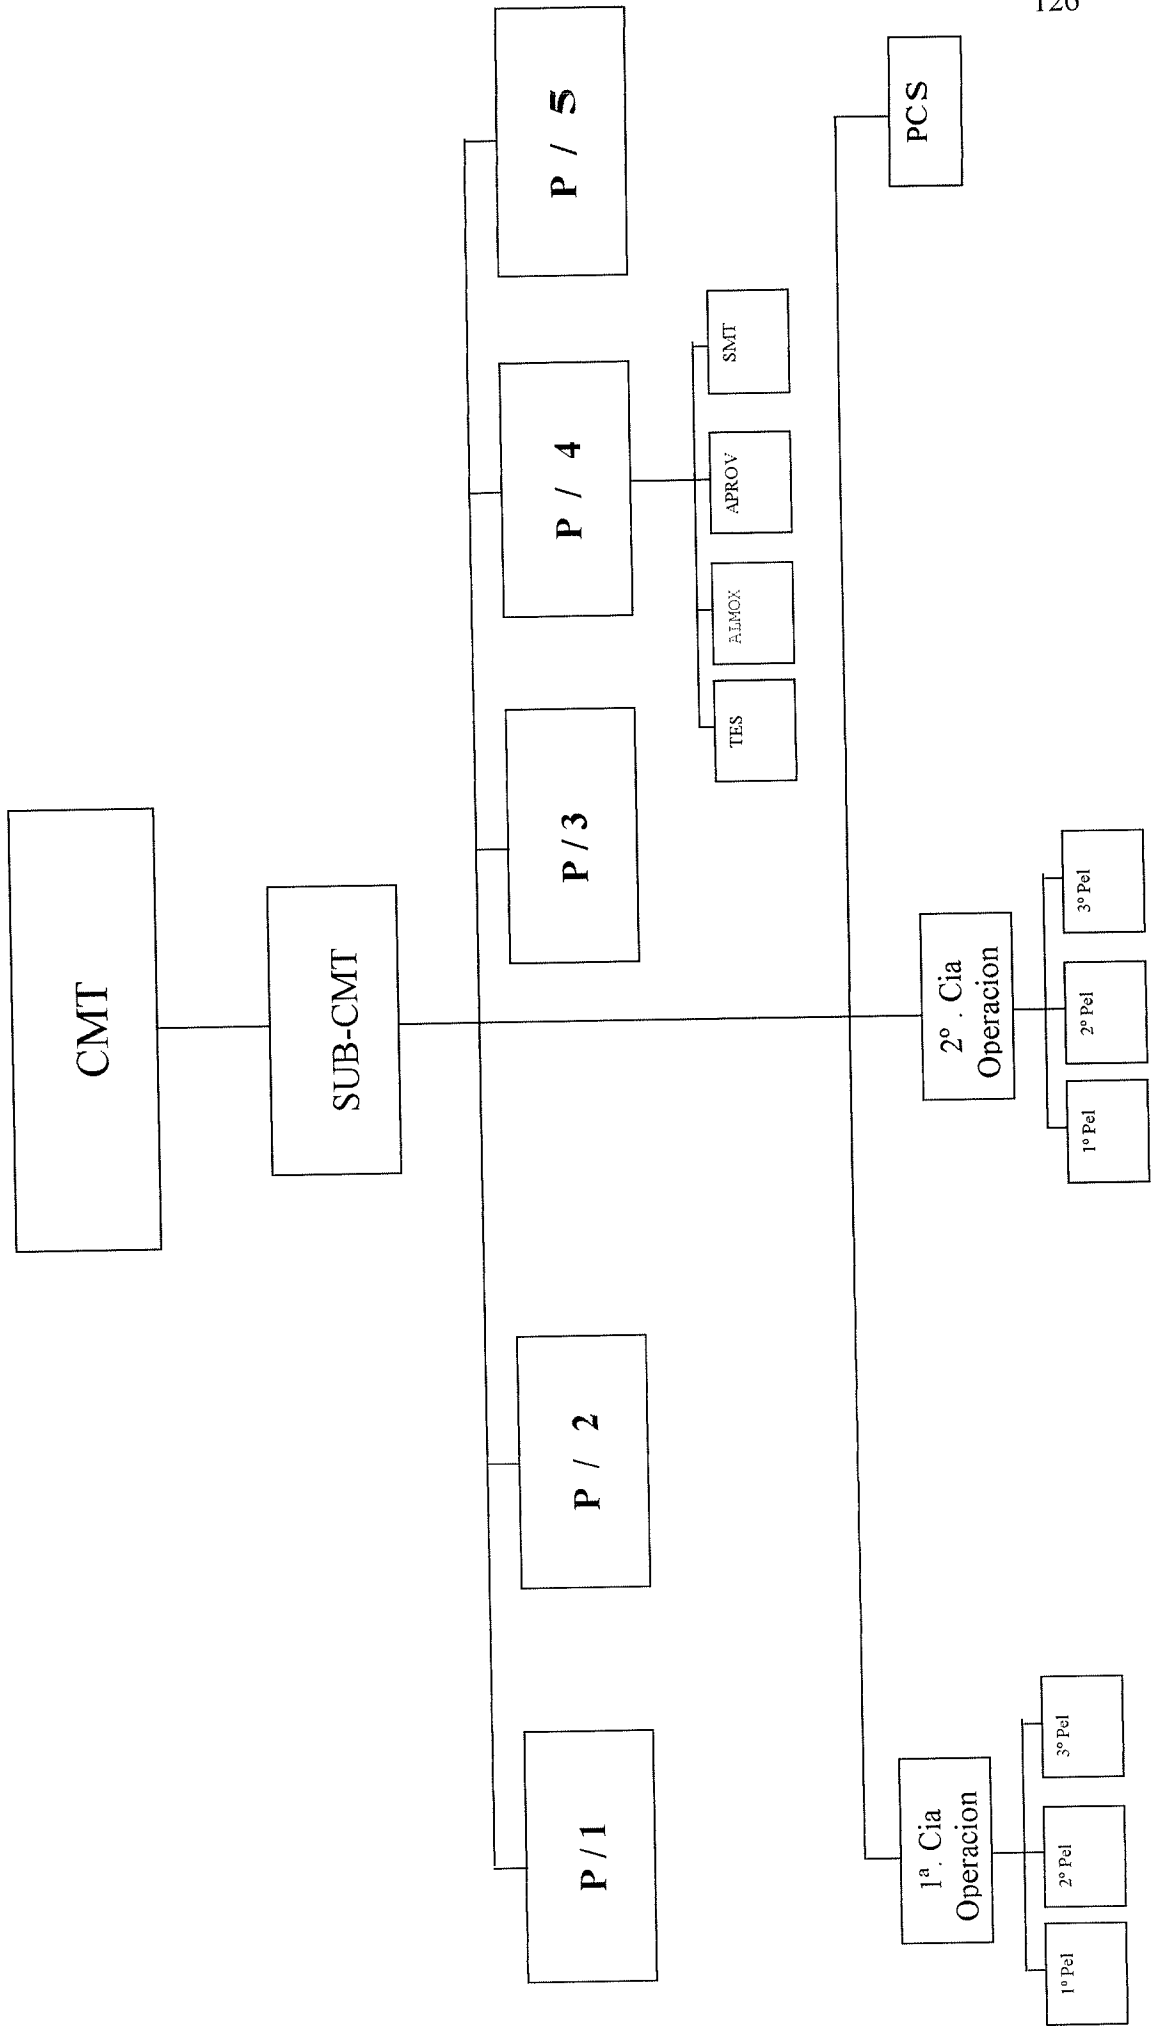 126
CMT
SUB-CMT
P / 1
P / 2
P / 3
P / 4
P / 5
TES
ALMOX
APROV
SMT
1ª. Cia
Operacion
2º. Cia
Operacion
PCS
1º Pel
2º Pel
3º Pel
1º Pel
2º Pel
3º Pel